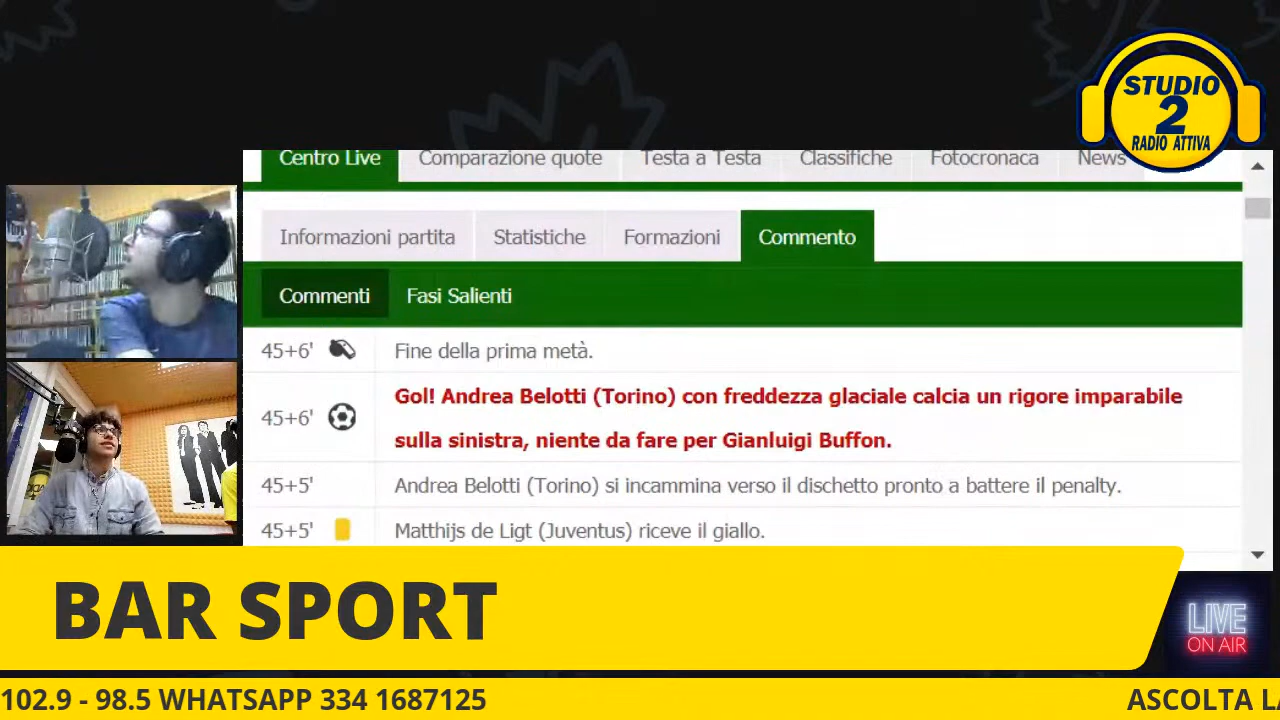 STUDIO
2
RADIO ATTIVA
Centro Live Comparazione quote Testa a Testa Classifiche Fotocronaca News
Informazioni partita Statistiche Formazioni Commento
Commenti Fasi Salienti
45+6' Fine della prima metà.
45+6' Gol! Andrea Belotti (Torino) con freddezza glaciale calcia un rigore imparabile
sulla sinistra, niente da fare per Gianluigi Buffon.
45+5' Andrea Belotti (Torino) si incammina verso il dischetto pronto a battere il penalty.
45+5' Matthijs de Ligt (Juventus) riceve il giallo.
BAR SPORT
LIVE
ON AIR
102.9 - 98.5 WHATSAPP 334 1687125 ASCOLTA LA